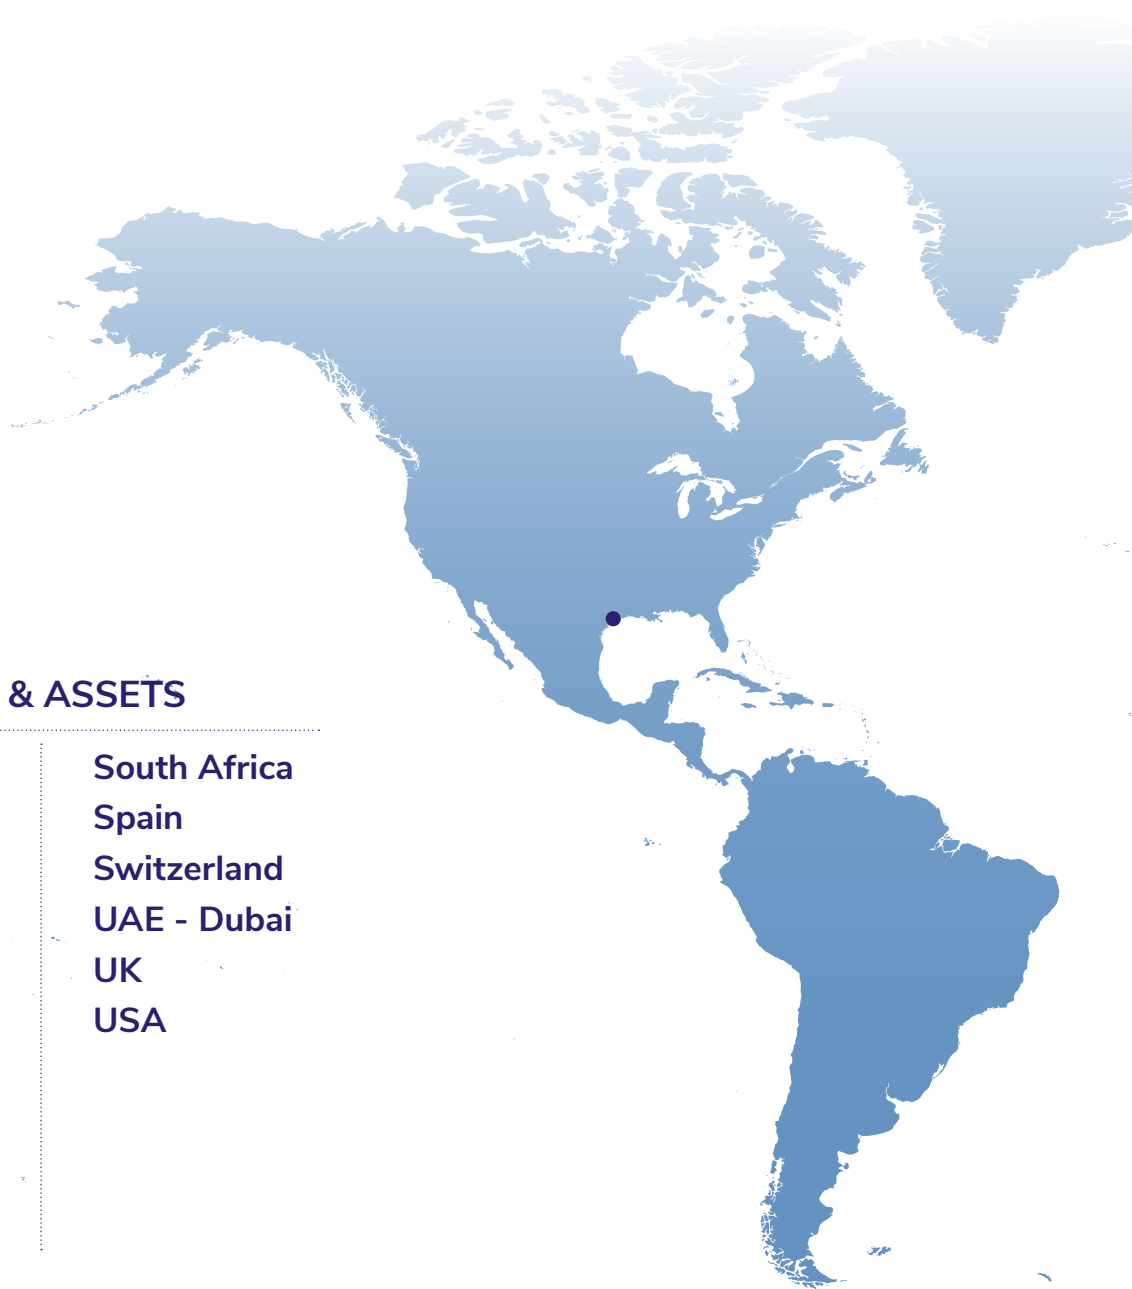 & ASSETS
South Africa
Spain
Switzerland
UAE - Dubai
UK
USA